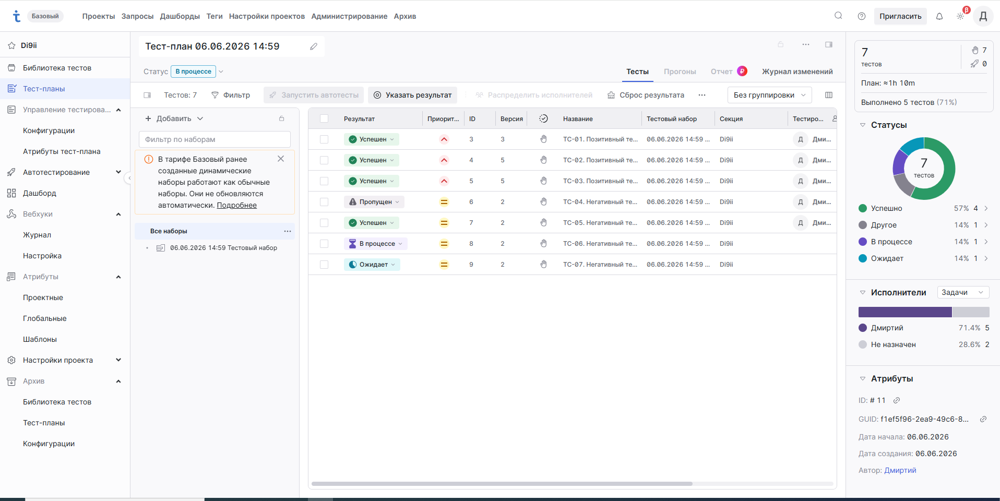 Базовый
Проекты Запросы Дашборды Теги Настройки проектов Администрирование Архив
Пригласить
β
Д
Di9ii
Библиотека тестов
Тест-планы
Управление тестирова...
Конфигурации
Атрибуты тест-плана
Автотестирование
Дашборд
Вебхуки
Журнал
Настройка
Атрибуты
Проектные
Глобальные
Шаблоны
Настройки проекта
Архив
Библиотека тестов
Тест-планы
Конфигурации
Тест-план 06.06.2026 14:59
Статус В процессе
Тесты Прогоны Отчет ₽ Журнал изменений
Тестов: 7 Фильтр Запустить автотесты Указать результат Распределить исполнителей Сброс результата Без группировки
Добавить
Фильтр по наборам
В тарифе Базовый ранее
созданные динамические
наборы работают как обычные
наборы. Они не обновляются
автоматически. Подробнее
Все наборы
06.06.2026 14:59 Тестовый набор
Результат Приорит... ID Версия Название Тестовый набор Секция Тестиро...
Успешен 3 3 ТС-01. Позитивный те... 06.06.2026 14:59 ... Di9ii Д Дми...
Успешен 4 5 ТС-02. Позитивный те... 06.06.2026 14:59 ... Di9ii Д Дми...
Успешен 5 5 ТС-03. Позитивный те... 06.06.2026 14:59 ... Di9ii Д Дми...
Пропущен 6 2 ТС-04. Негативный те... 06.06.2026 14:59 ... Di9ii Д Дми...
Успешен 7 2 ТС-05. Негативный те... 06.06.2026 14:59 ... Di9ii Д Дми...
В процессе 8 2 ТС-06. Негативный те... 06.06.2026 14:59 ... Di9ii
Ожидает 9 2 ТС-07. Негативный те... 06.06.2026 14:59 ... Di9ii
7
тестов
7
0
План: ≈1h 10m
Выполнено 5 тестов (71%)
Статусы
7
тестов
Успешно 57% 4
Другое 14% 1
В процессе 14% 1
Ожидает 14% 1
Исполнители Задачи
Дмиртий 71.4% 5
Не назначен 28.6% 2
Атрибуты
ID: # 11
GUID: f1ef5f96-2ea9-49c6-8...
Дата начала: 06.06.2026
Дата создания: 06.06.2026
Автор: Дмиртий